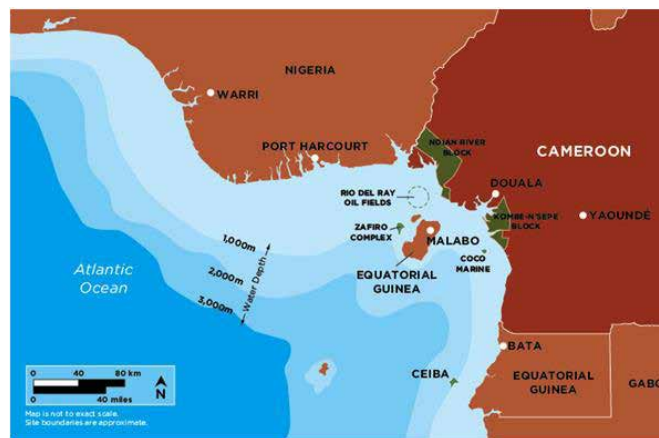 NIGERIA
WARRI
PORT HARCOURT
NDIAN RIVER
BLOCK
CAMEROON
DOUALA
RIO DEL RAY
OIL FIELDS
KOMBE-N'SEPE
BLOCK
YAOUNDÉ
ZAFIRO
COMPLEX
MALABO
COCO
MARINE
EQUATORIAL
GUINEA
1,000m
2,000m
3,000m
Water Depth
Atlantic
Ocean
BATA
CEIBA
EQUATORIAL
GUINEA
GABO
0 40 80 km
0 40 miles
N
Map is not to exact scale.
Site boundaries are approximate.